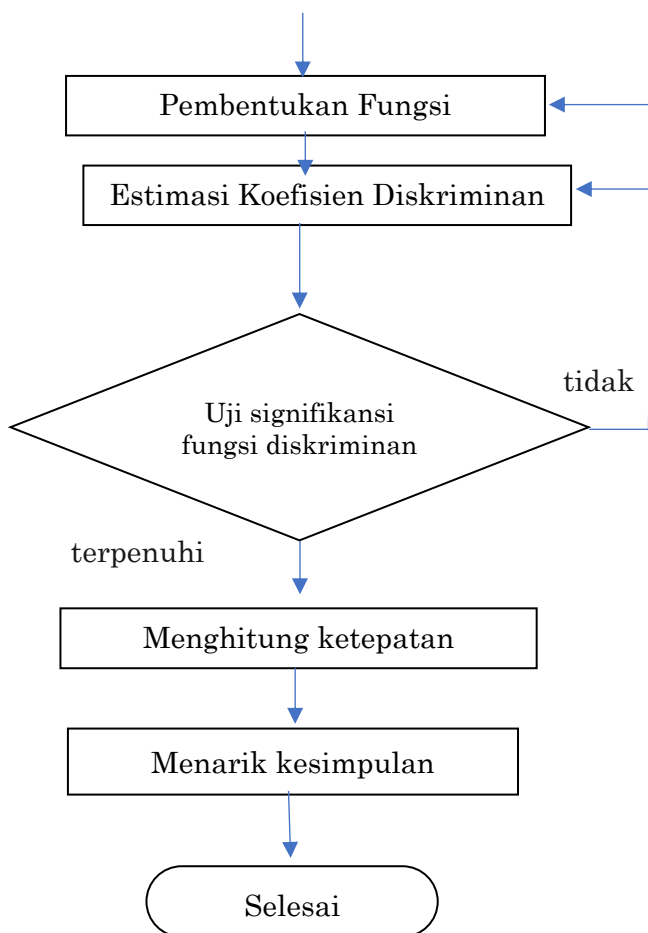 Pembentukan Fungsi
Estimasi Koefisien Diskriminan
tidak
Uji signifikansi
fungsi diskriminan
terpenuhi
Menghitung ketepatan
Menarik kesimpulan
Selesai